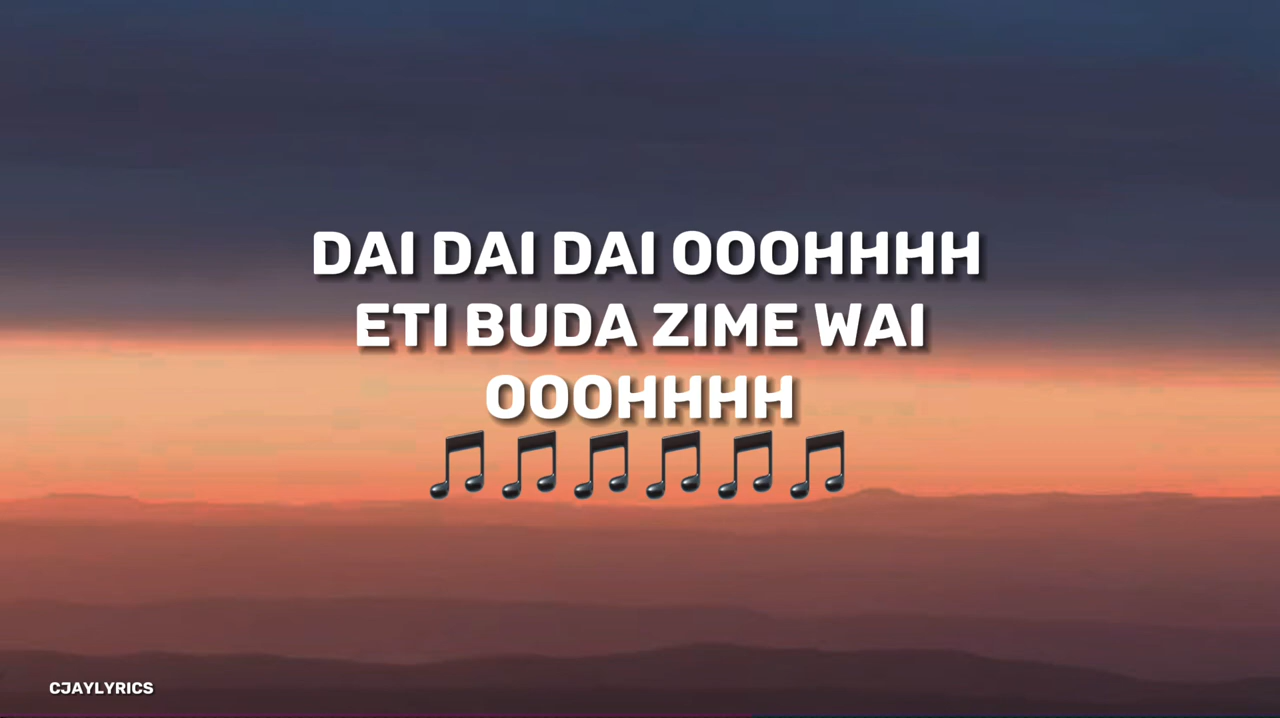 DAI DAI DAI OOOHHHH
ETI BUDA ZIME WAI
OOOHHHH
🎵🎵🎵🎵🎵🎵
CJAYLYRICS